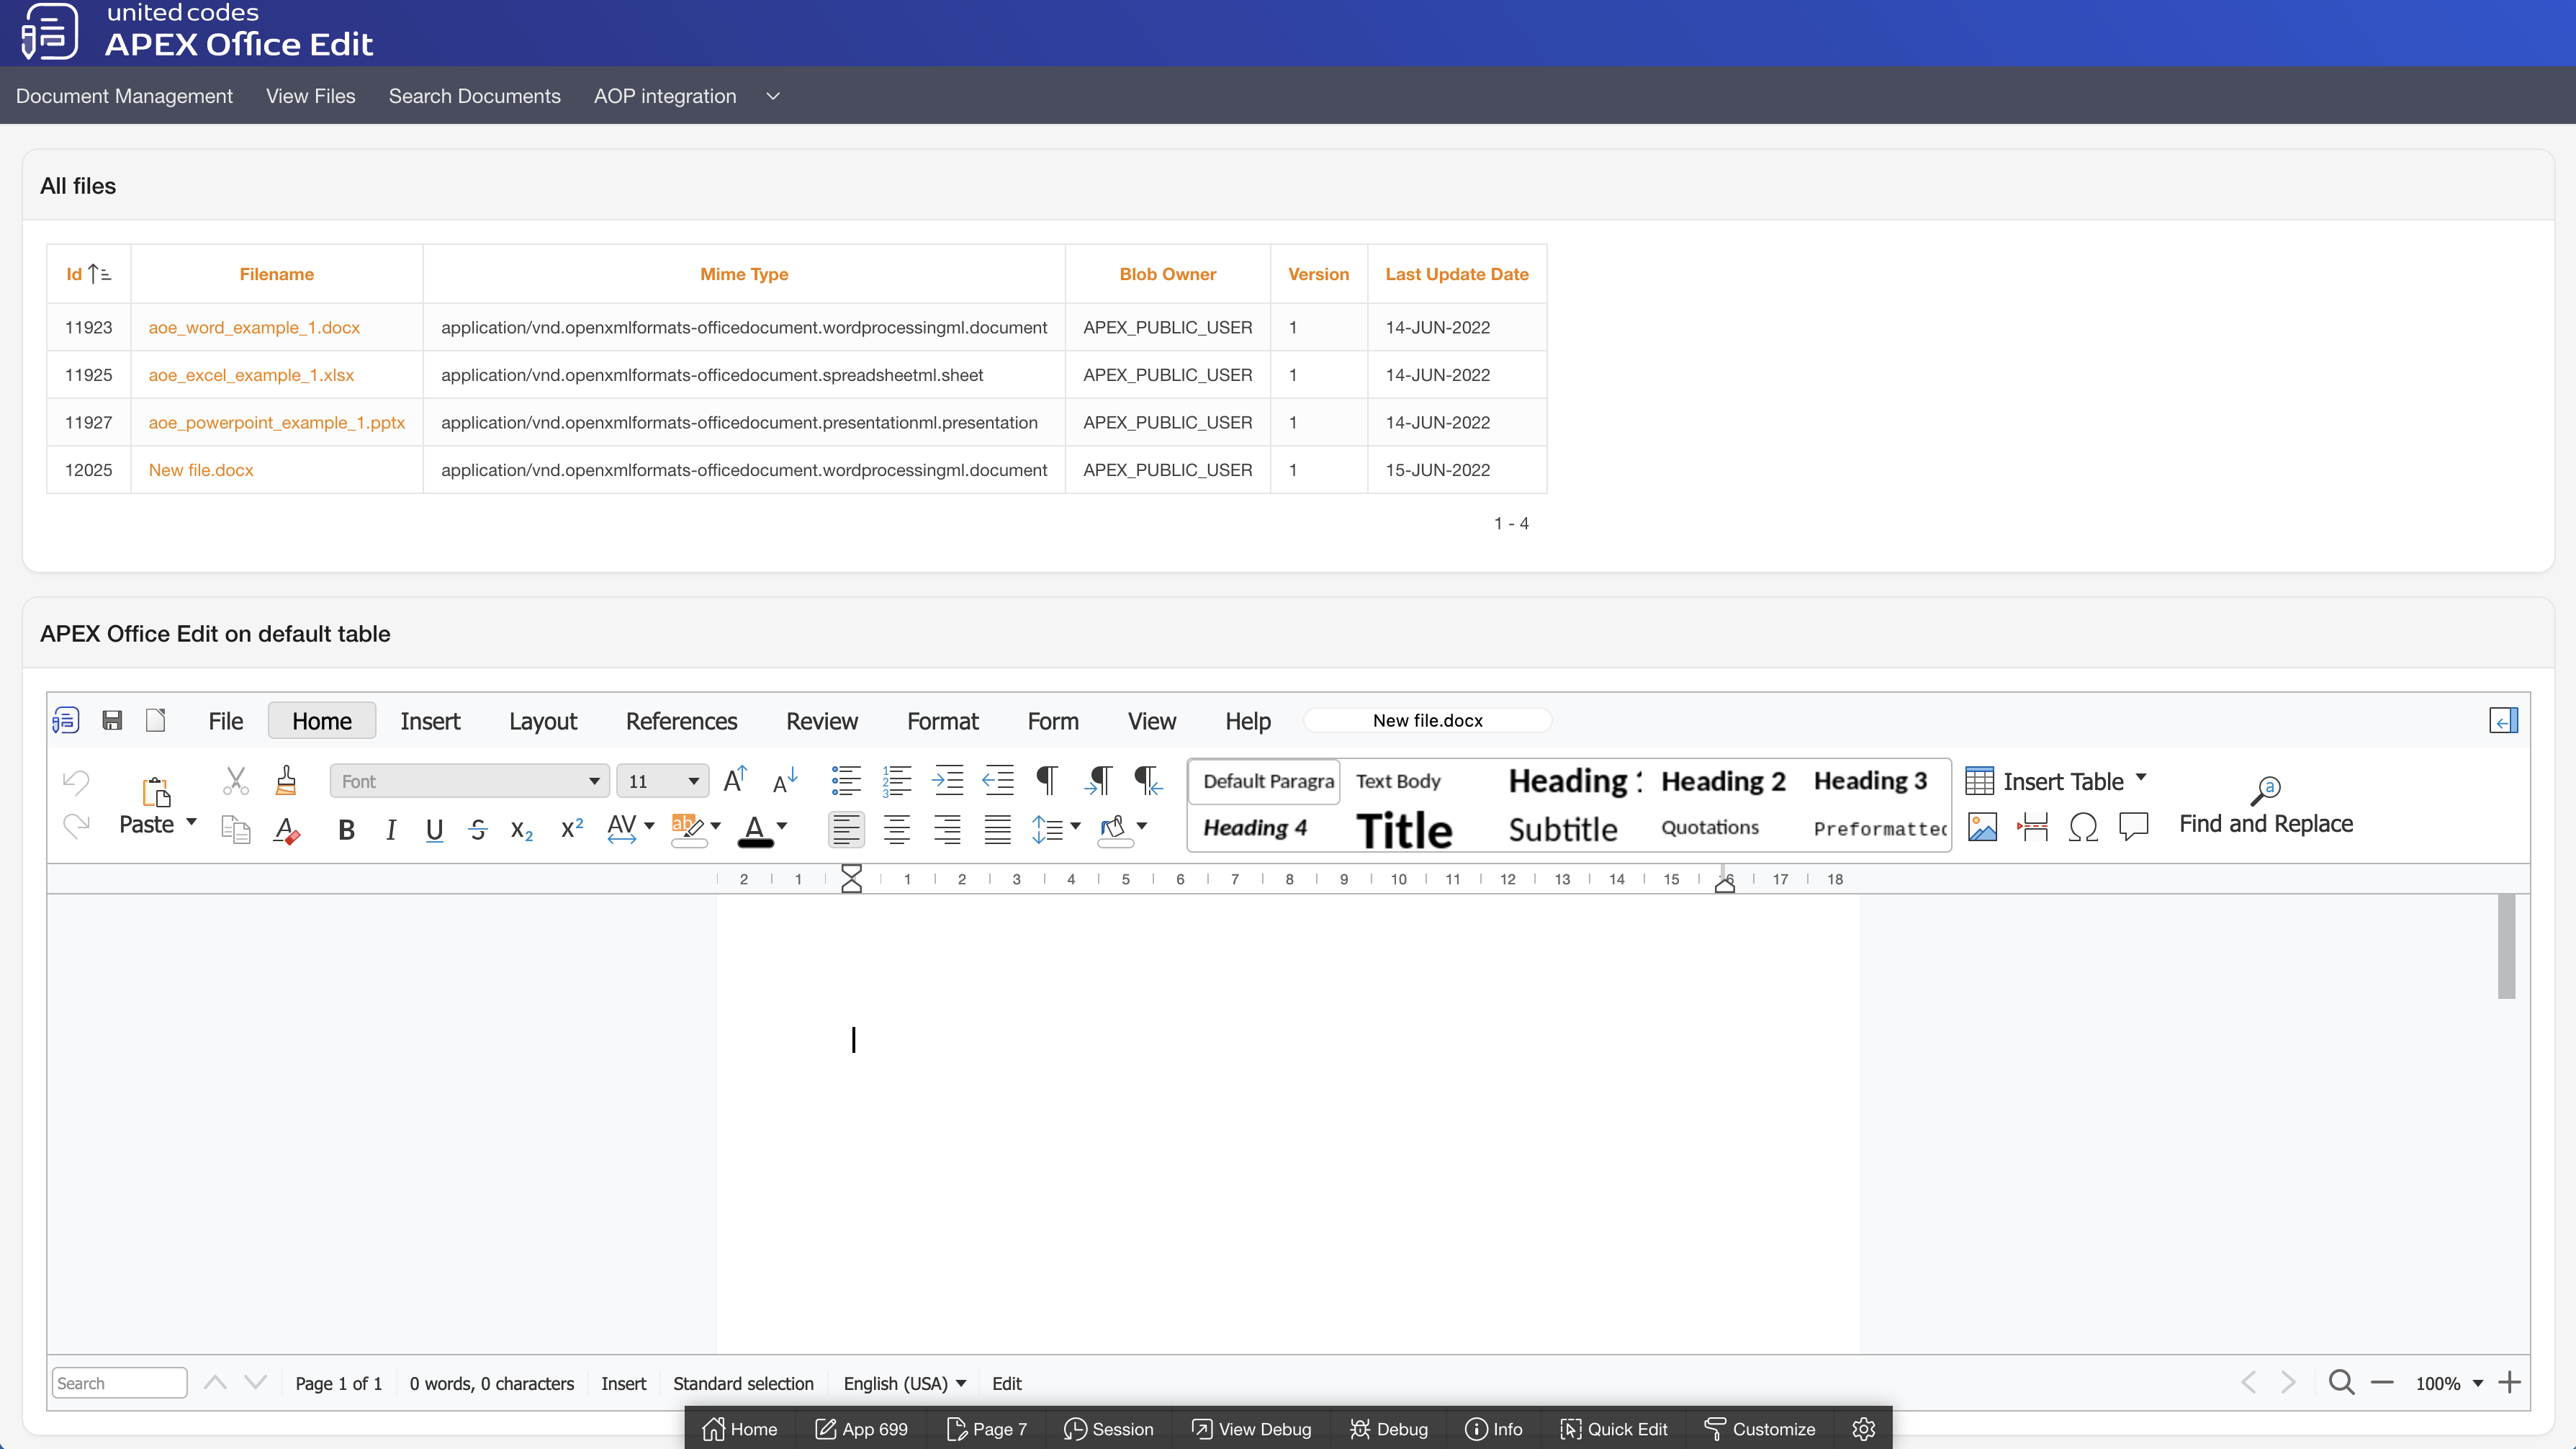 united codes
APEX Office Edit
Document Management View Files Search Documents AOP integration
All files
Id Filename Mime Type Blob Owner Version Last Update Date
11923 aoe_word_example_1.docx application/vnd.openxmlformats-officedocument.wordprocessingml.document APEX_PUBLIC_USER 1 14-JUN-2022
11925 aoe_excel_example_1.xlsx application/vnd.openxmlformats-officedocument.spreadsheetml.sheet APEX_PUBLIC_USER 1 14-JUN-2022
11927 aoe_powerpoint_example_1.pptx application/vnd.openxmlformats-officedocument.presentationml.presentation APEX_PUBLIC_USER 1 14-JUN-2022
12025 New file.docx application/vnd.openxmlformats-officedocument.wordprocessingml.document APEX_PUBLIC_USER 1 15-JUN-2022
1 - 4
APEX Office Edit on default table
File Home Insert Layout References Review Format Form View Help New file.docx
Font 11 Default Paragra Text Body Heading Heading 2 Heading 3 Insert Table
Paste Heading 4 Title Subtitle Quotations Preformatted Find and Replace
2 1 1 2 3 4 5 6 7 8 9 10 11 12 13 14 15 16 17 18
Search Page 1 of 1 0 words, 0 characters Insert Standard selection English (USA) Edit 100%
Home App 699 Page 7 Session View Debug Debug Info Quick Edit Customize